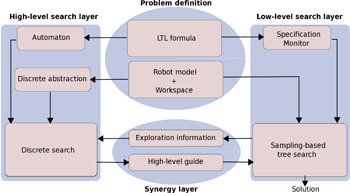 Problem definition
High-level search layer
Low-level search layer
Automaton
LTL formula
Specification
Monitor
Discrete abstraction
Robot model
+
Workspace
Exploration information
Discrete search
High-level guide
Sampling-based
tree search
Synergy layer
Solution